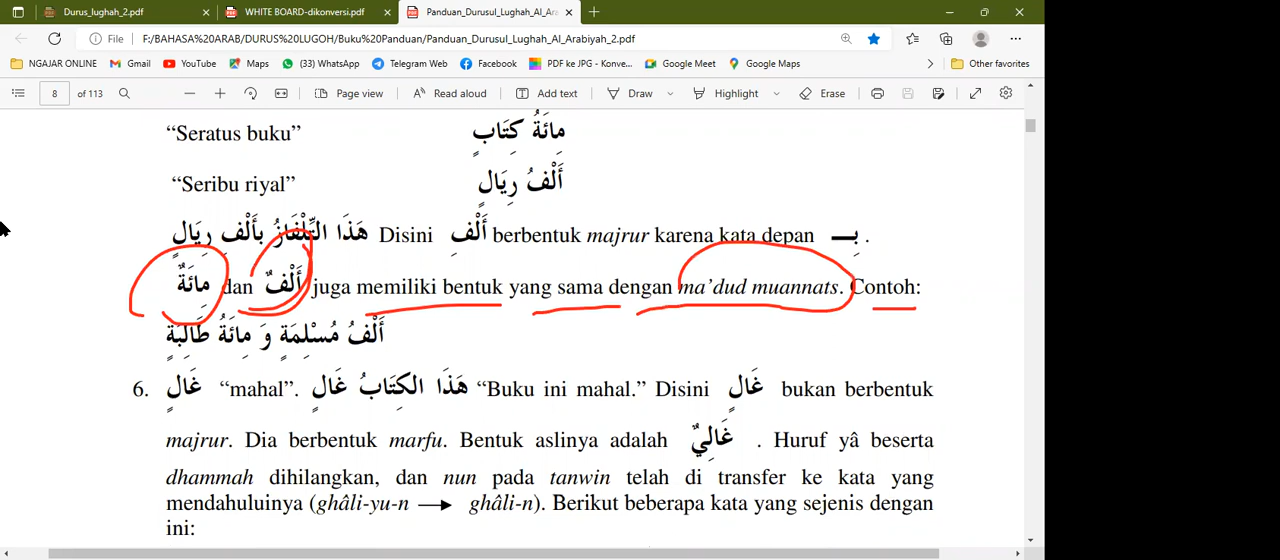 Durus_lughah_2.pdf WHITE BOARD-dikonversi.pdf Panduan_Durusul_Lughah_Al_Ara
File F:/BAHASA%20ARAB/DURUS%20LUGOH/Buku%20Panduan/Panduan_Durusul_Lughah_Al_Arabiyah_2.pdf
NGAJAR ONLINE Gmail YouTube Maps (33) WhatsApp Telegram Web Facebook PDF ke JPG - Konve... Google Meet Google Maps Other favorites
8 of 113 Page view Read aloud Add text Draw Highlight Erase
“Seratus buku” مِائَةُ كِتَابٍ
“Seribu riyal” أَلْفُ رِيَالٍ
هَذَا التِّلْفَازُ بِأَلْفِ رِيَالٍ Disini أَلْفِ berbentuk majrur karena kata depan بِـ .
مِائَةٌ dan أَلْفٌ juga memiliki bentuk yang sama dengan ma’dud muannats. Contoh:
أَلْفُ مُسْلِمَةٍ وَ مِائَةُ طَالِبَةٍ
6. غَالٍ “mahal”. هَذَا الكِتَابُ غَالٍ “Buku ini mahal.” Disini غَالٍ bukan berbentuk
majrur. Dia berbentuk marfu. Bentuk aslinya adalah غَالِيٌ . Huruf yâ beserta
dhammah dihilangkan, dan nun pada tanwin telah di transfer ke kata yang
mendahuluinya (ghâli-yu-n → ghâli-n). Berikut beberapa kata yang sejenis dengan
ini: